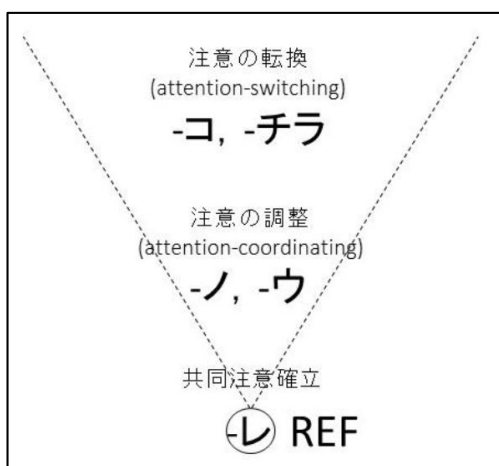 注意の転換
(attention-switching)
-コ, -チラ
注意の調整
(attention-coordinating)
-ノ, -ウ
共同注意確立
-レ REF